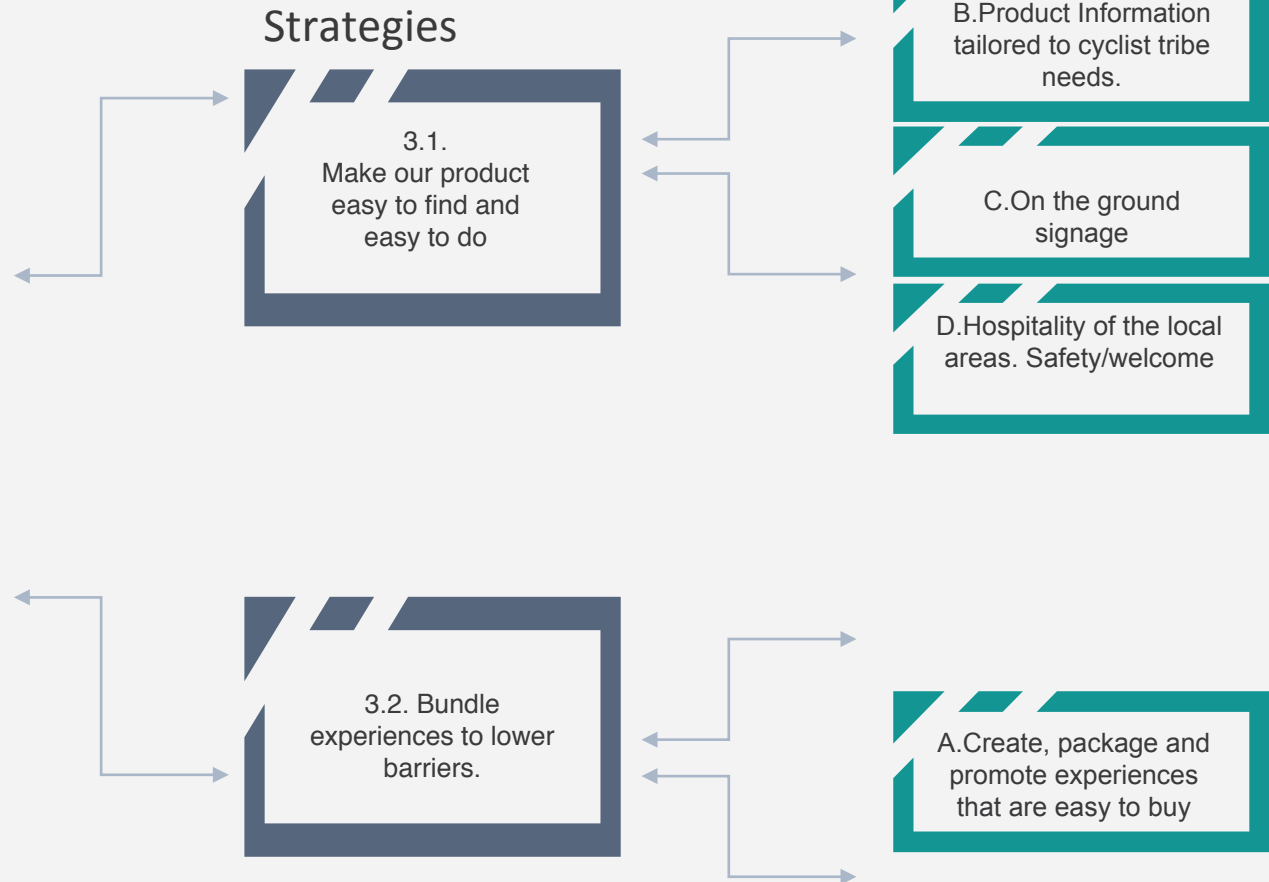 Strategies
3.1.
Make our product
easy to find and
easy to do
B.Product Information
tailored to cyclist tribe
needs.
C.On the ground
signage
D.Hospitality of the local
areas. Safety/welcome
3.2. Bundle
experiences to lower
barriers.
A.Create, package and
promote experiences
that are easy to buy